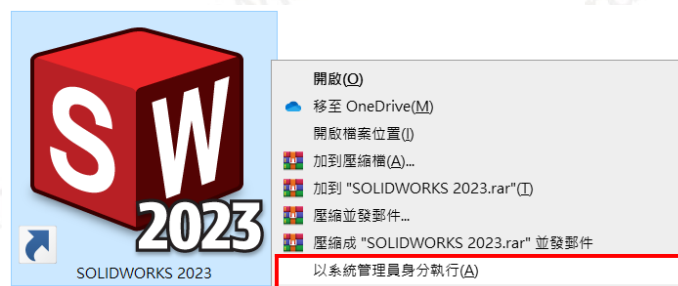 SW
2023
SOLIDWORKS 2023
開啟(O)
移至 OneDrive(M)
開啟檔案位置(I)
加到壓縮檔(A)...
加到 "SOLIDWORKS 2023.rar"(T)
壓縮並發郵件...
壓縮成 "SOLIDWORKS 2023.rar" 並發郵件
以系統管理員身分執行(A)